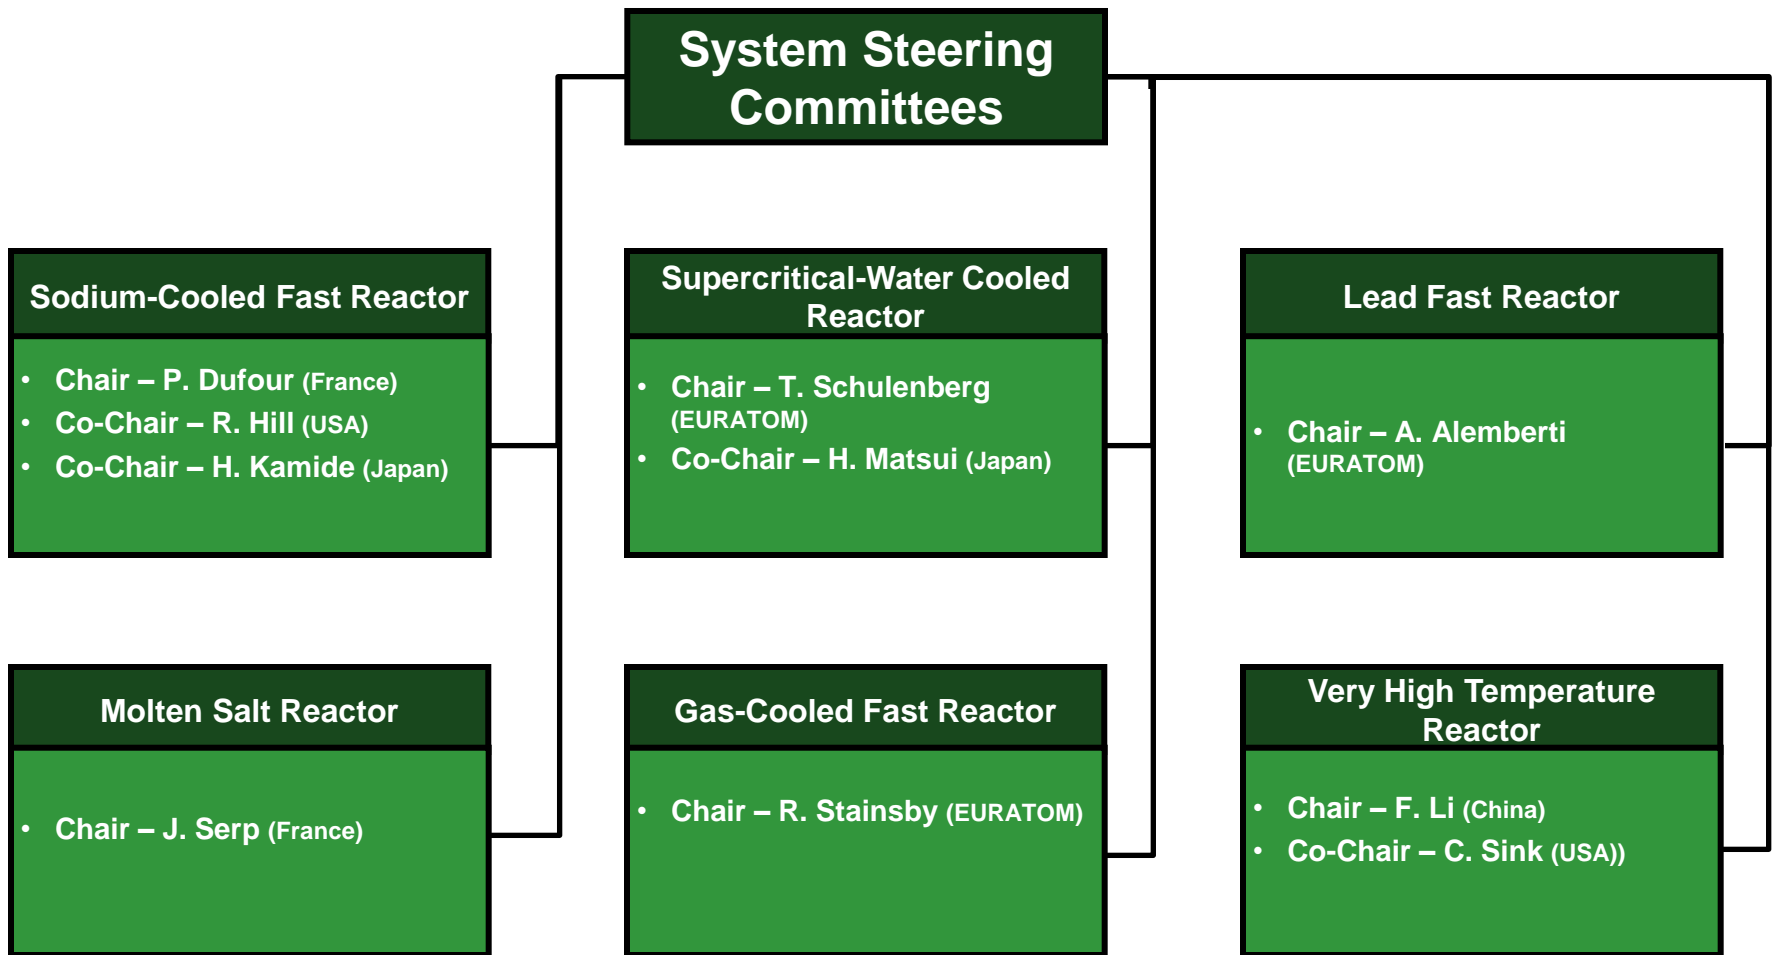 System Steering
Committees
Sodium-Cooled Fast Reactor
• Chair – P. Dufour (France)
• Co-Chair – R. Hill (USA)
• Co-Chair – H. Kamide (Japan)
Supercritical-Water Cooled
Reactor
• Chair – T. Schulenberg
(EURATOM)
• Co-Chair – H. Matsui (Japan)
Lead Fast Reactor
• Chair – A. Alemberti
(EURATOM)
Molten Salt Reactor
• Chair – J. Serp (France)
Gas-Cooled Fast Reactor
• Chair – R. Stainsby (EURATOM)
Very High Temperature
Reactor
• Chair – F. Li (China)
• Co-Chair – C. Sink (USA))